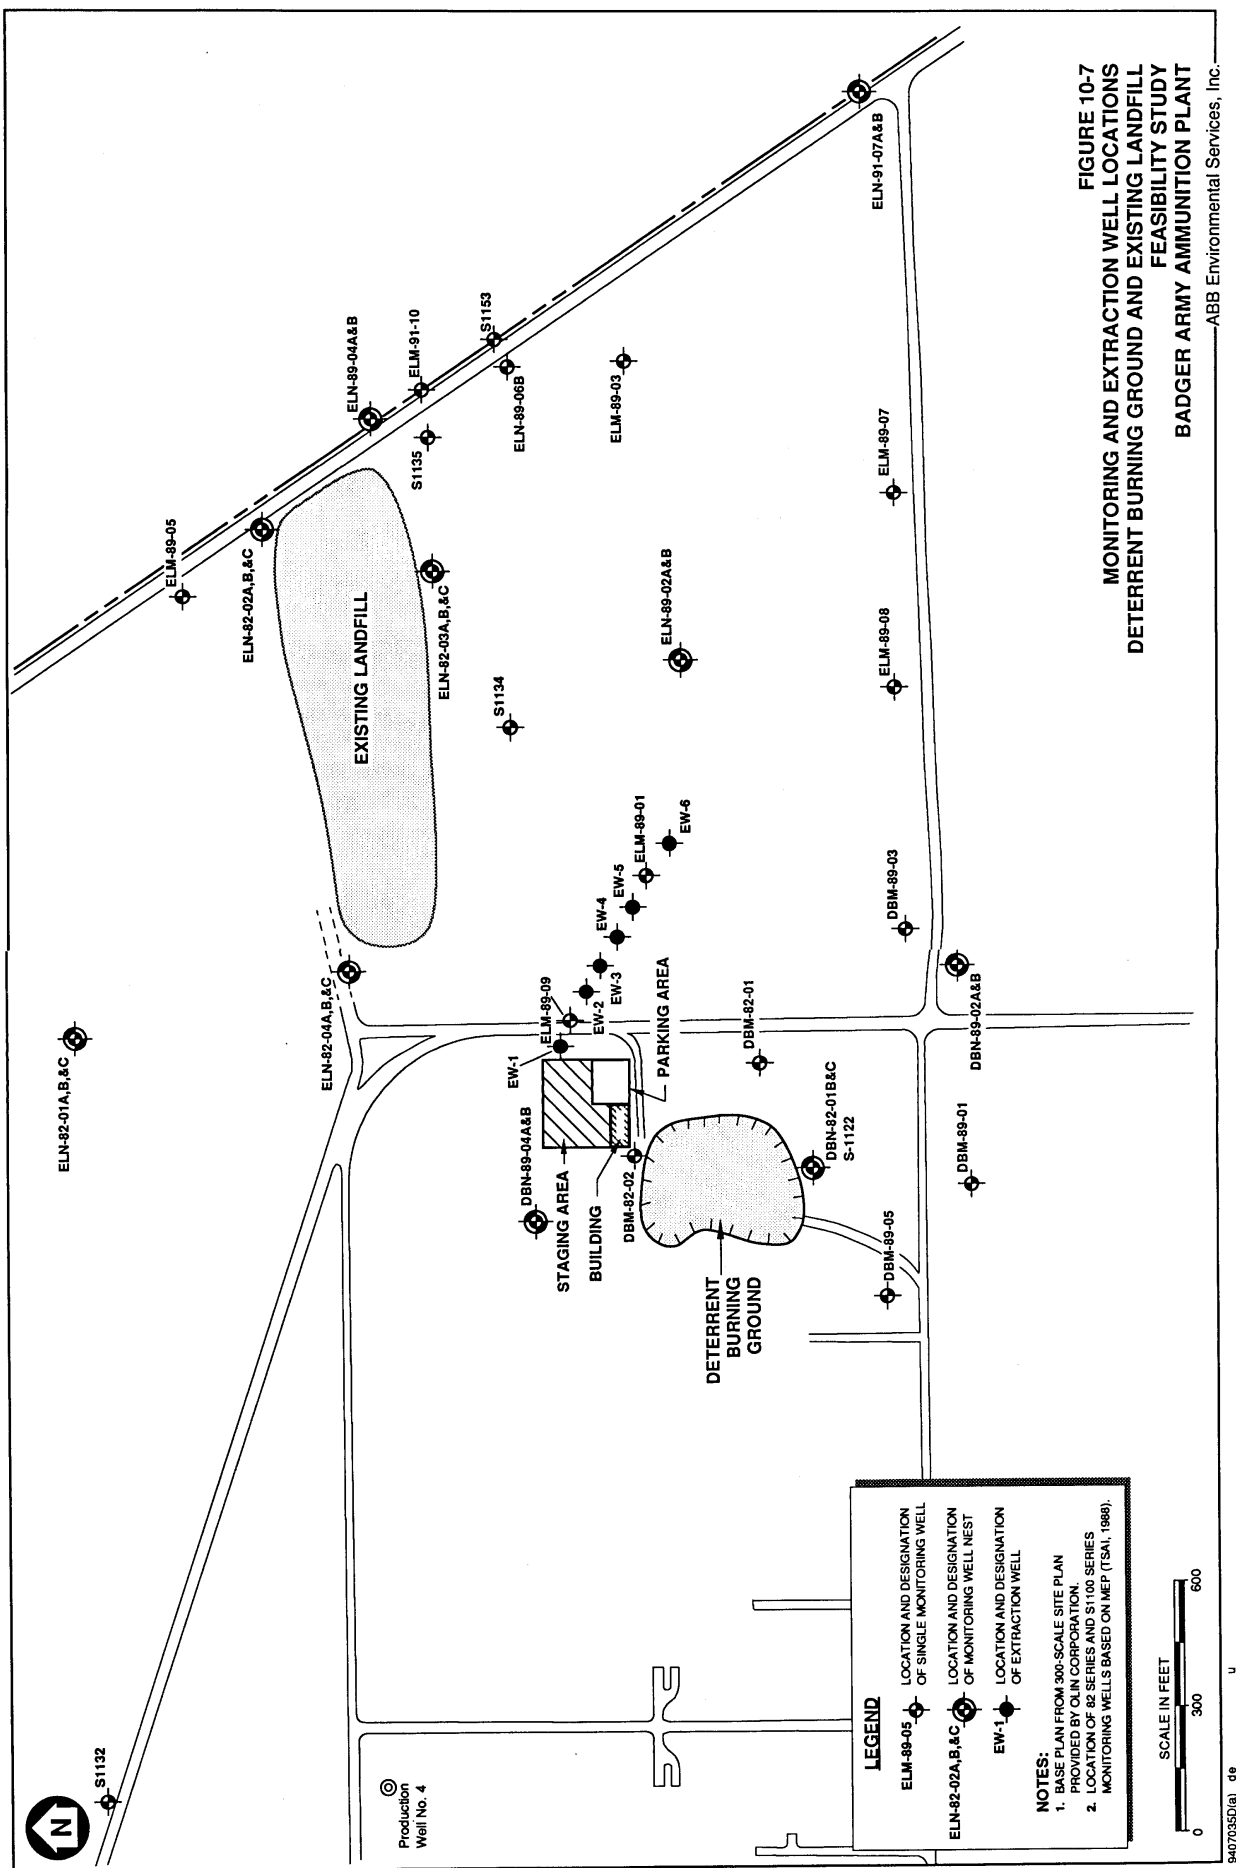 N
S1132
Production
Well No. 4
ELN-82-01A,B,&C
ELN-82-04A,B,&C
ELM-89-05
ELN-82-02A,B,&C
EXISTING LANDFILL
ELN-82-03A,B,&C
ELN-89-04A&B
ELM-91-10
S1135
S1153
ELN-89-06B
ELM-89-03
S1134
ELN-89-02A&B
ELN-91-07A&B
ELM-89-07
ELM-89-08
DBN-89-04A&B
EW-1
ELM-89-09
EW-2
EW-3
EW-4
EW-5
ELM-89-01
EW-6
STAGING AREA
BUILDING
PARKING AREA
DBM-82-02
DETERRENT
BURNING
GROUND
DBM-82-01
DBN-82-01B&C
S-1122
DBM-89-03
DBN-89-02A&B
DBM-89-01
DBM-89-05
LEGEND
ELM-89-05
LOCATION AND DESIGNATION
OF SINGLE MONITORING WELL
ELN-82-02A,B,&C
LOCATION AND DESIGNATION
OF MONITORING WELL NEST
EW-1
LOCATION AND DESIGNATION
OF EXTRACTION WELL
NOTES:
1. BASE PLAN FROM 300-SCALE SITE PLAN
PROVIDED BY OLIN CORPORATION.
2. LOCATION OF 82 SERIES AND S1100 SERIES
MONITORING WELLS BASED ON MEP (TSAI, 1988).
SCALE IN FEET
0 300 600
FIGURE 10-7
MONITORING AND EXTRACTION WELL LOCATIONS
DETERRENT BURNING GROUND AND EXISTING LANDFILL
FEASIBILITY STUDY
BADGER ARMY AMMUNITION PLANT
ABB Environmental Services, Inc.
9407035D(a) de u